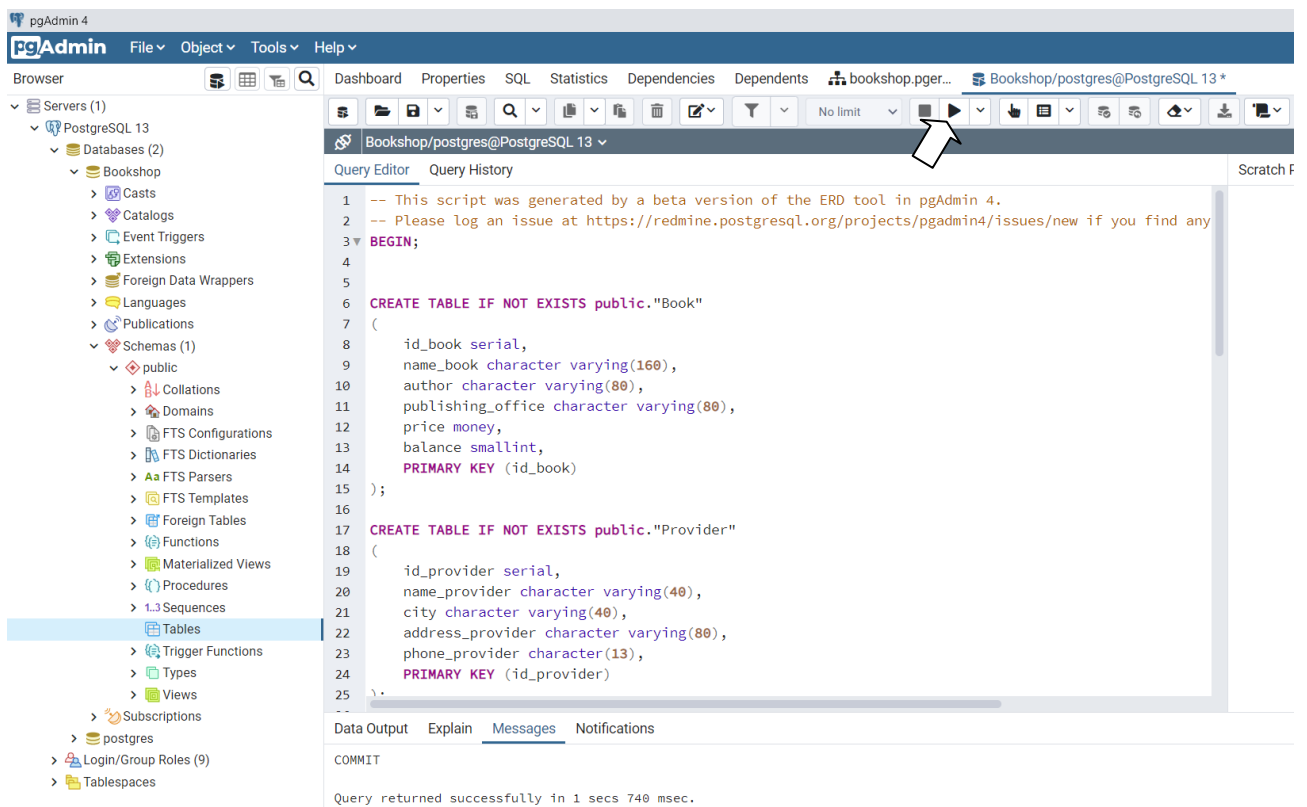 pgAdmin 4
pgAdmin File Object Tools Help
Browser
Dashboard Properties SQL Statistics Dependencies Dependents bookshop.pger... Bookshop/postgres@PostgreSQL 13 *
No limit
Bookshop/postgres@PostgreSQL 13
Query Editor Query History
Scratch P
Servers (1)
PostgreSQL 13
Databases (2)
Bookshop
Casts
Catalogs
Event Triggers
Extensions
Foreign Data Wrappers
Languages
Publications
Schemas (1)
public
Collations
Domains
FTS Configurations
FTS Dictionaries
Aa FTS Parsers
FTS Templates
Foreign Tables
Functions
Materialized Views
Procedures
1..3 Sequences
Tables
Trigger Functions
Types
Views
Subscriptions
postgres
Login/Group Roles (9)
Tablespaces
1 -- This script was generated by a beta version of the ERD tool in pgAdmin 4.
2 -- Please log an issue at https://redmine.postgresql.org/projects/pgadmin4/issues/new if you find any
3 BEGIN;
4
5
6 CREATE TABLE IF NOT EXISTS public."Book"
7 (
8 id_book serial,
9 name_book character varying(160),
10 author character varying(80),
11 publishing_office character varying(80),
12 price money,
13 balance smallint,
14 PRIMARY KEY (id_book)
15 );
16
17 CREATE TABLE IF NOT EXISTS public."Provider"
18 (
19 id_provider serial,
20 name_provider character varying(40),
21 city character varying(40),
22 address_provider character varying(80),
23 phone_provider character(13),
24 PRIMARY KEY (id_provider)
25 );
Data Output Explain Messages Notifications
COMMIT
Query returned successfully in 1 secs 740 msec.